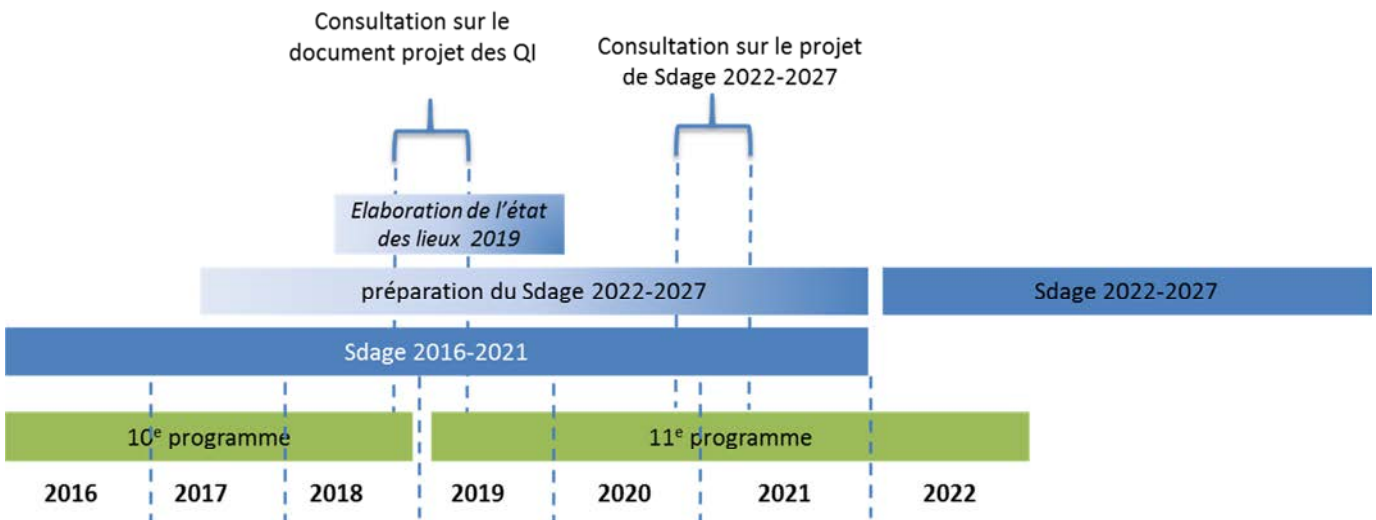 Consultation sur le
document projet des QI
Consultation sur le projet
de Sdage 2022-2027
Elaboration de l’état
des lieux 2019
préparation du Sdage 2022-2027
Sdage 2022-2027
Sdage 2016-2021
10e programme
11e programme
2016 2017 2018 2019 2020 2021 2022